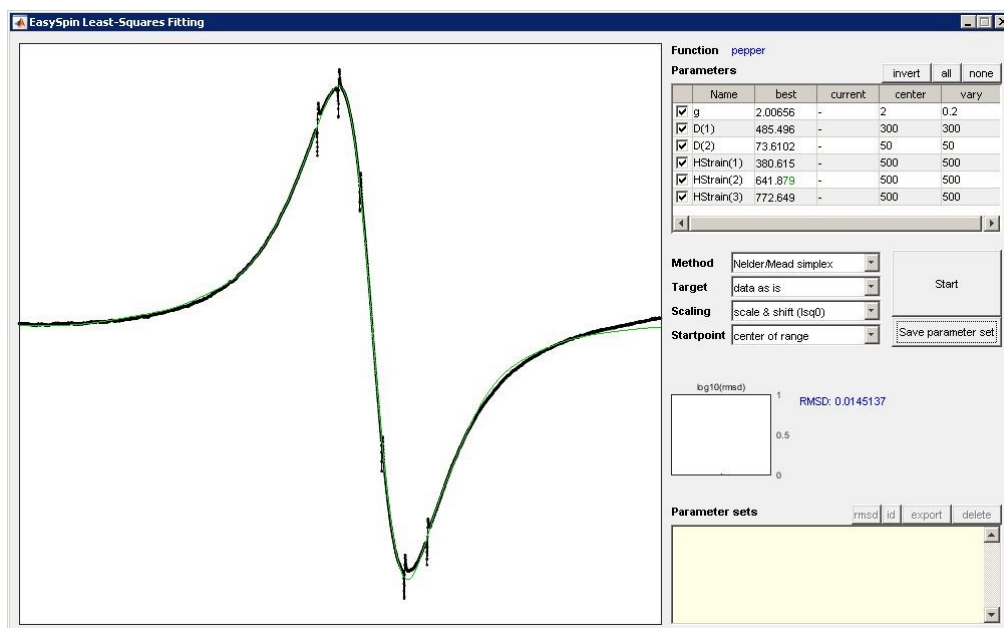 EasySpin Least-Squares Fitting
Function pepper
Parameters invert all none
Name best current center vary
g 2.00656 - 2 0.2
D(1) 485.496 - 300 300
D(2) 73.6102 - 50 50
HStrain(1) 380.615 - 500 500
HStrain(2) 641.879 - 500 500
HStrain(3) 772.649 - 500 500
Method Nelder/Mead simplex
Target data as is
Start
Scaling scale & shift (lsq0)
Startpoint center of range
Save parameter set
log10(rmsd)
1
RMSD: 0.0145137
0.5
0
Parameter sets rmsd id export delete